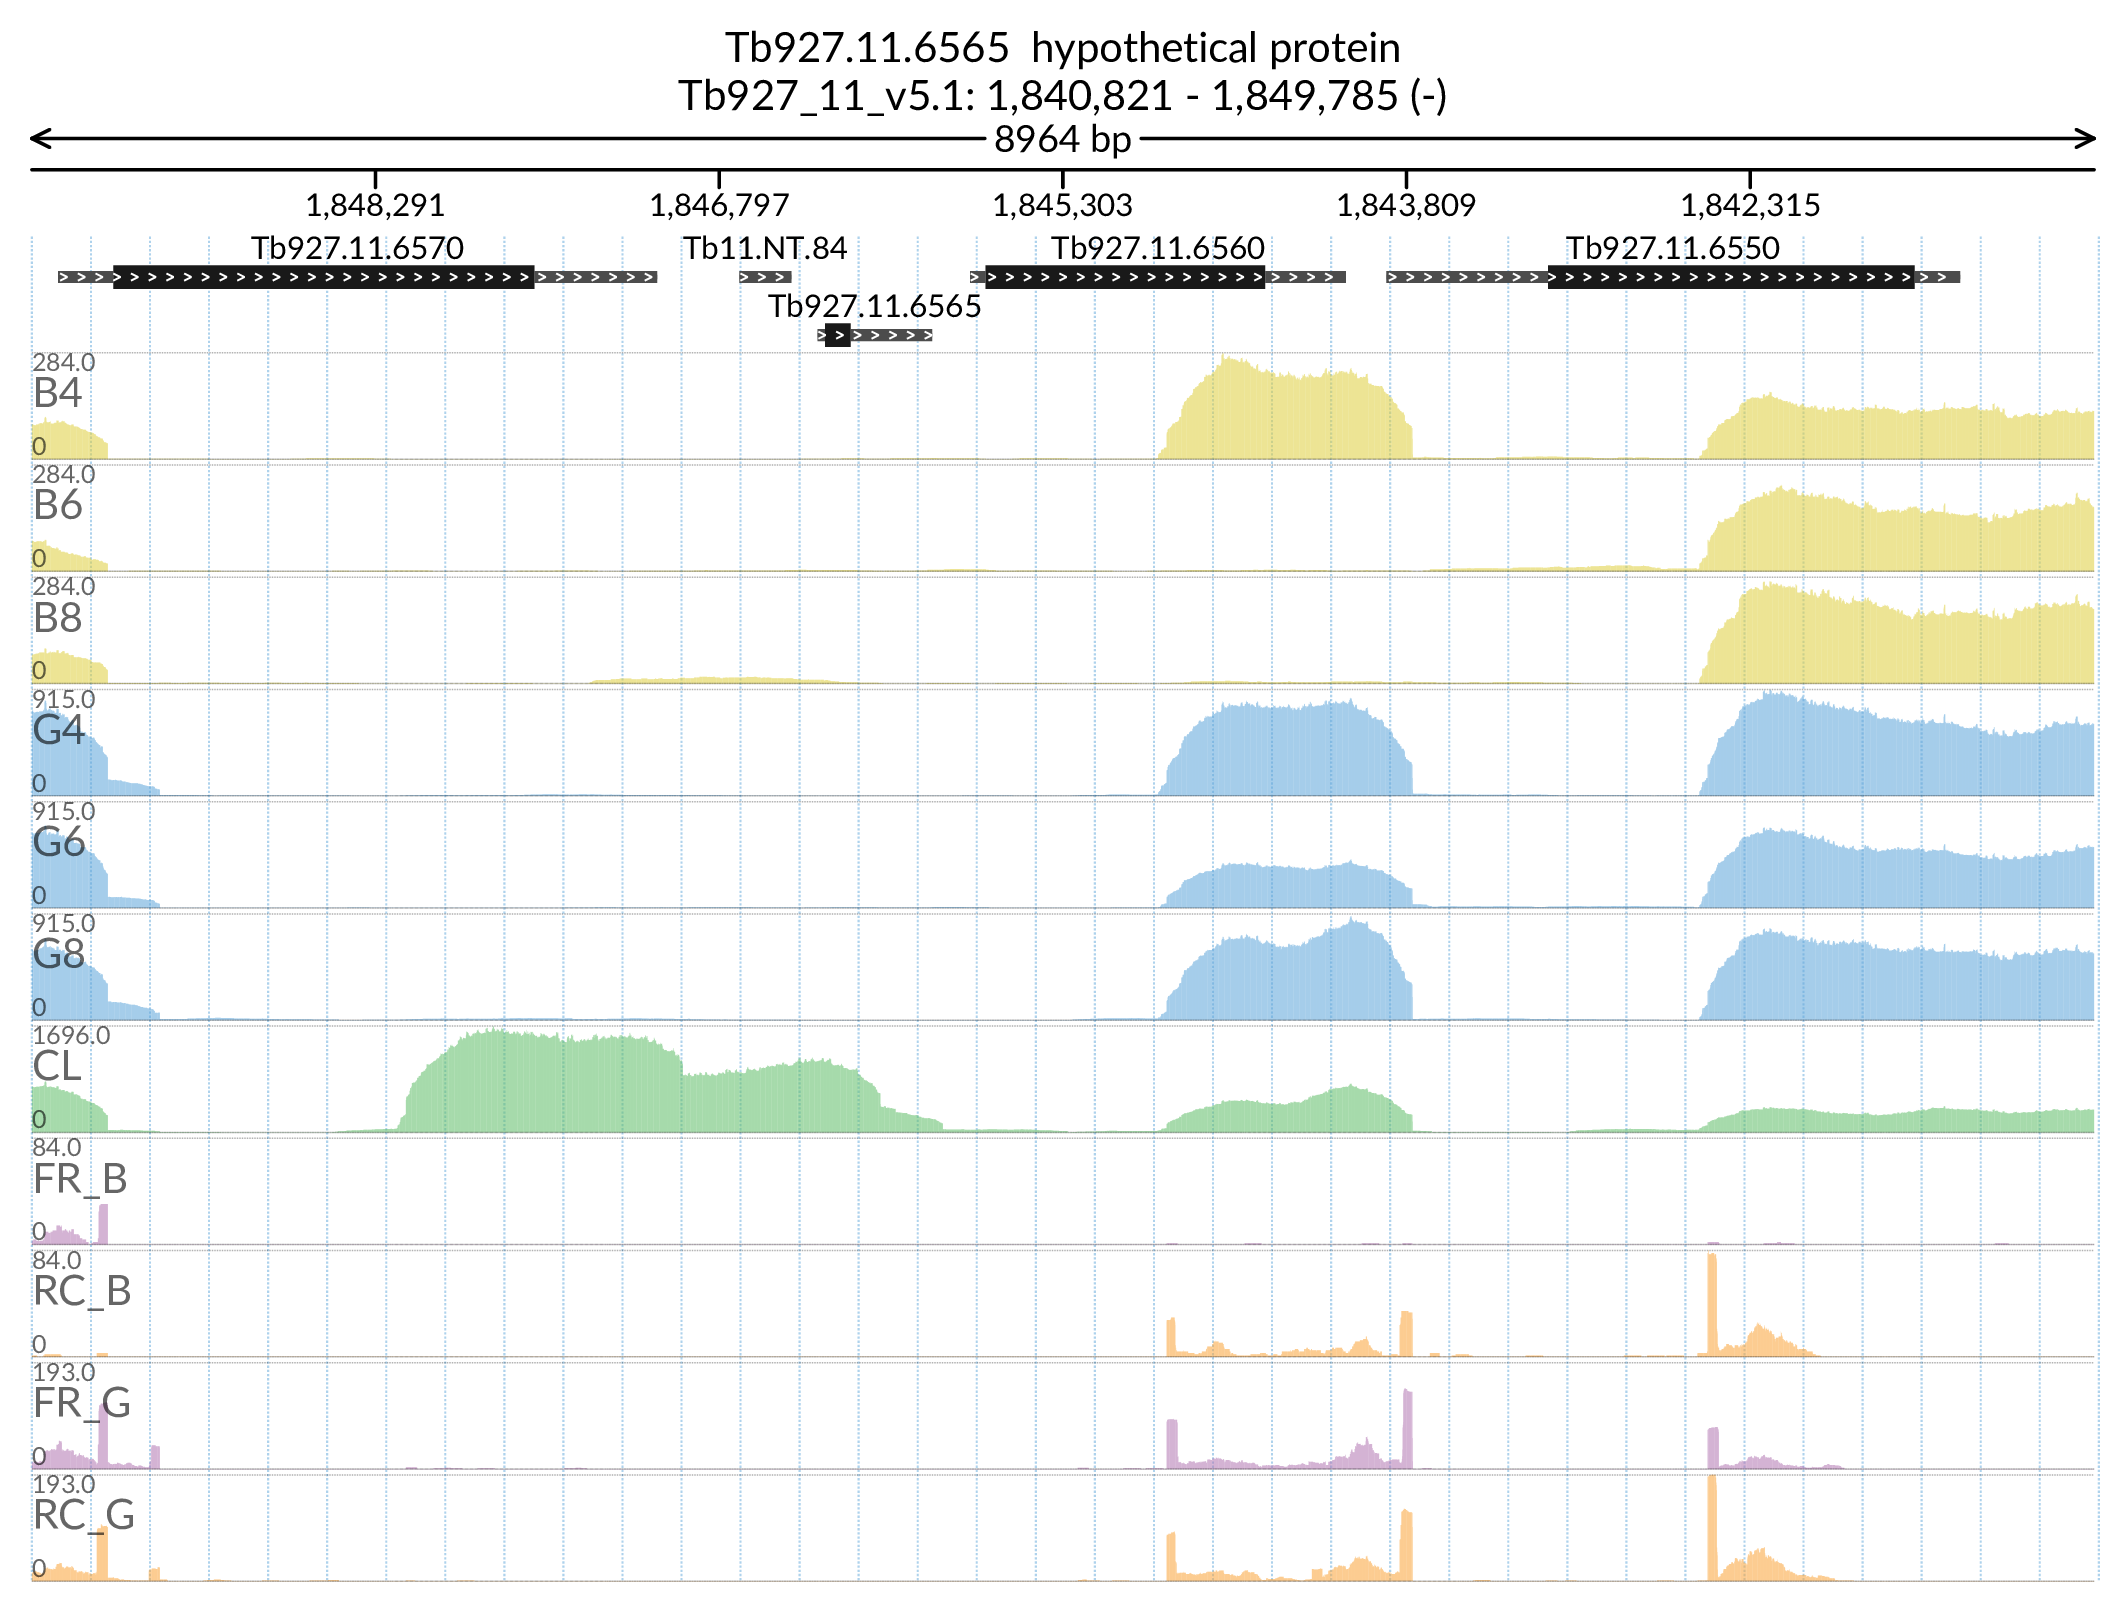 Tb927.11.6565  hypothetical protein
Tb927_11_v5.1: 1,840,821 - 1,849,785 (-)
8964 bp
1,848,291 1,846,797 1,845,303 1,843,809 1,842,315
Tb927.11.6570 Tb11.NT.84 Tb927.11.6560 Tb927.11.6550
Tb927.11.6565
284.0
B4
0
284.0
B6
0
284.0
B8
0
915.0
G4
0
915.0
G6
0
915.0
G8
0
1696.0
CL
0
84.0
FR_B
0
84.0
RC_B
0
193.0
FR_G
0
193.0
RC_G
0